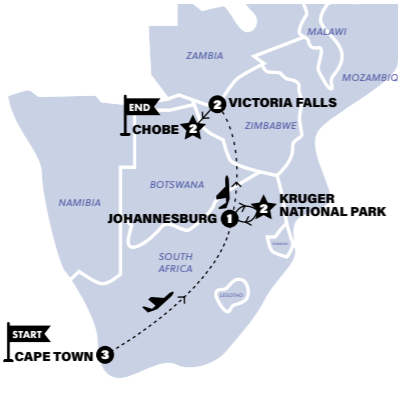 MALAWI
ZAMBIA
MOZAMBIQ
END
2 VICTORIA FALLS
CHOBE 2
ZIMBABWE
BOTSWANA
NAMIBIA
KRUGER
2 NATIONAL PARK
JOHANNESBURG 1
SOUTH
AFRICA
LESOTHO
START
CAPE TOWN 3